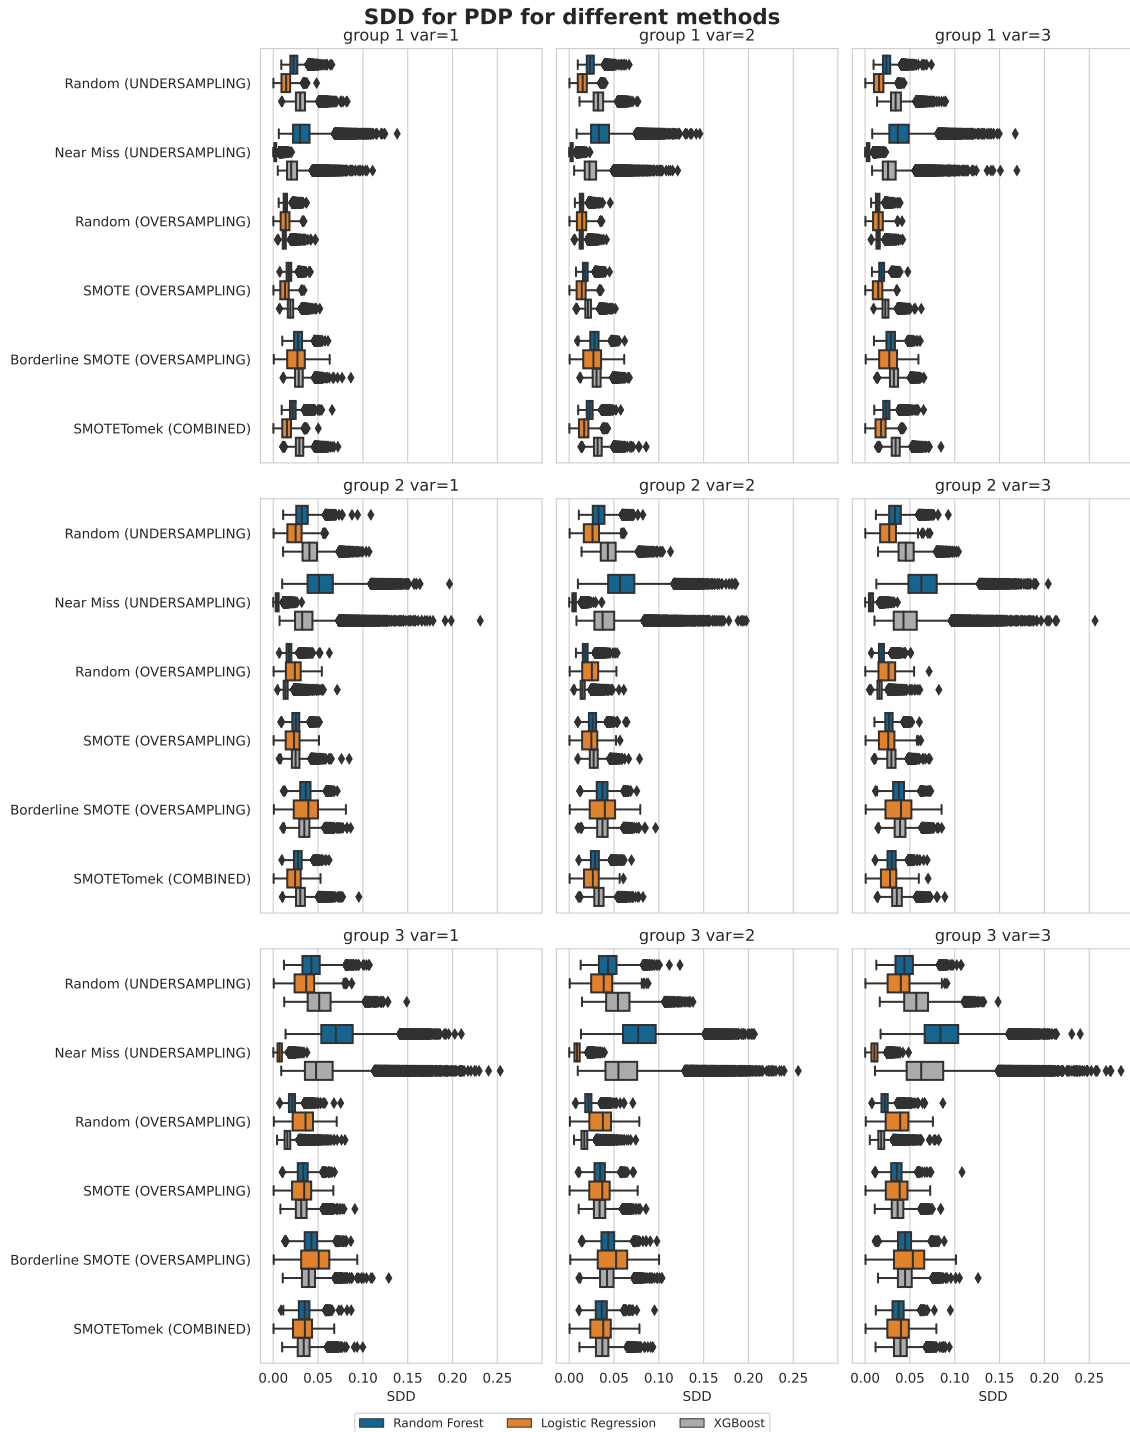 SDD for PDP for different methods
group 1 var=1
group 1 var=2
group 1 var=3
Random (UNDERSAMPLING)
Near Miss (UNDERSAMPLING)
Random (OVERSAMPLING)
SMOTE (OVERSAMPLING)
Borderline SMOTE (OVERSAMPLING)
SMOTETomek (COMBINED)
group 2 var=1
group 2 var=2
group 2 var=3
Random (UNDERSAMPLING)
Near Miss (UNDERSAMPLING)
Random (OVERSAMPLING)
SMOTE (OVERSAMPLING)
Borderline SMOTE (OVERSAMPLING)
SMOTETomek (COMBINED)
group 3 var=1
group 3 var=2
group 3 var=3
Random (UNDERSAMPLING)
Near Miss (UNDERSAMPLING)
Random (OVERSAMPLING)
SMOTE (OVERSAMPLING)
Borderline SMOTE (OVERSAMPLING)
SMOTETomek (COMBINED)
0.00 0.05 0.10 0.15 0.20 0.25
0.00 0.05 0.10 0.15 0.20 0.25
0.00 0.05 0.10 0.15 0.20 0.25
SDD
SDD
SDD
Random Forest
Logistic Regression
XGBoost